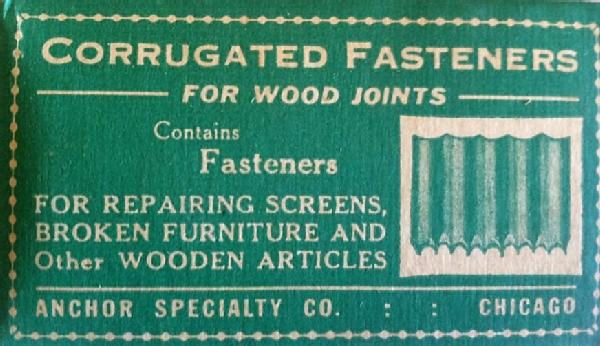 CORRUGATED FASTENERS
FOR WOOD JOINTS
Contains
Fasteners
FOR REPAIRING SCREENS,
BROKEN FURNITURE AND
Other WOODEN ARTICLES
ANCHOR SPECIALTY CO. : : CHICAGO